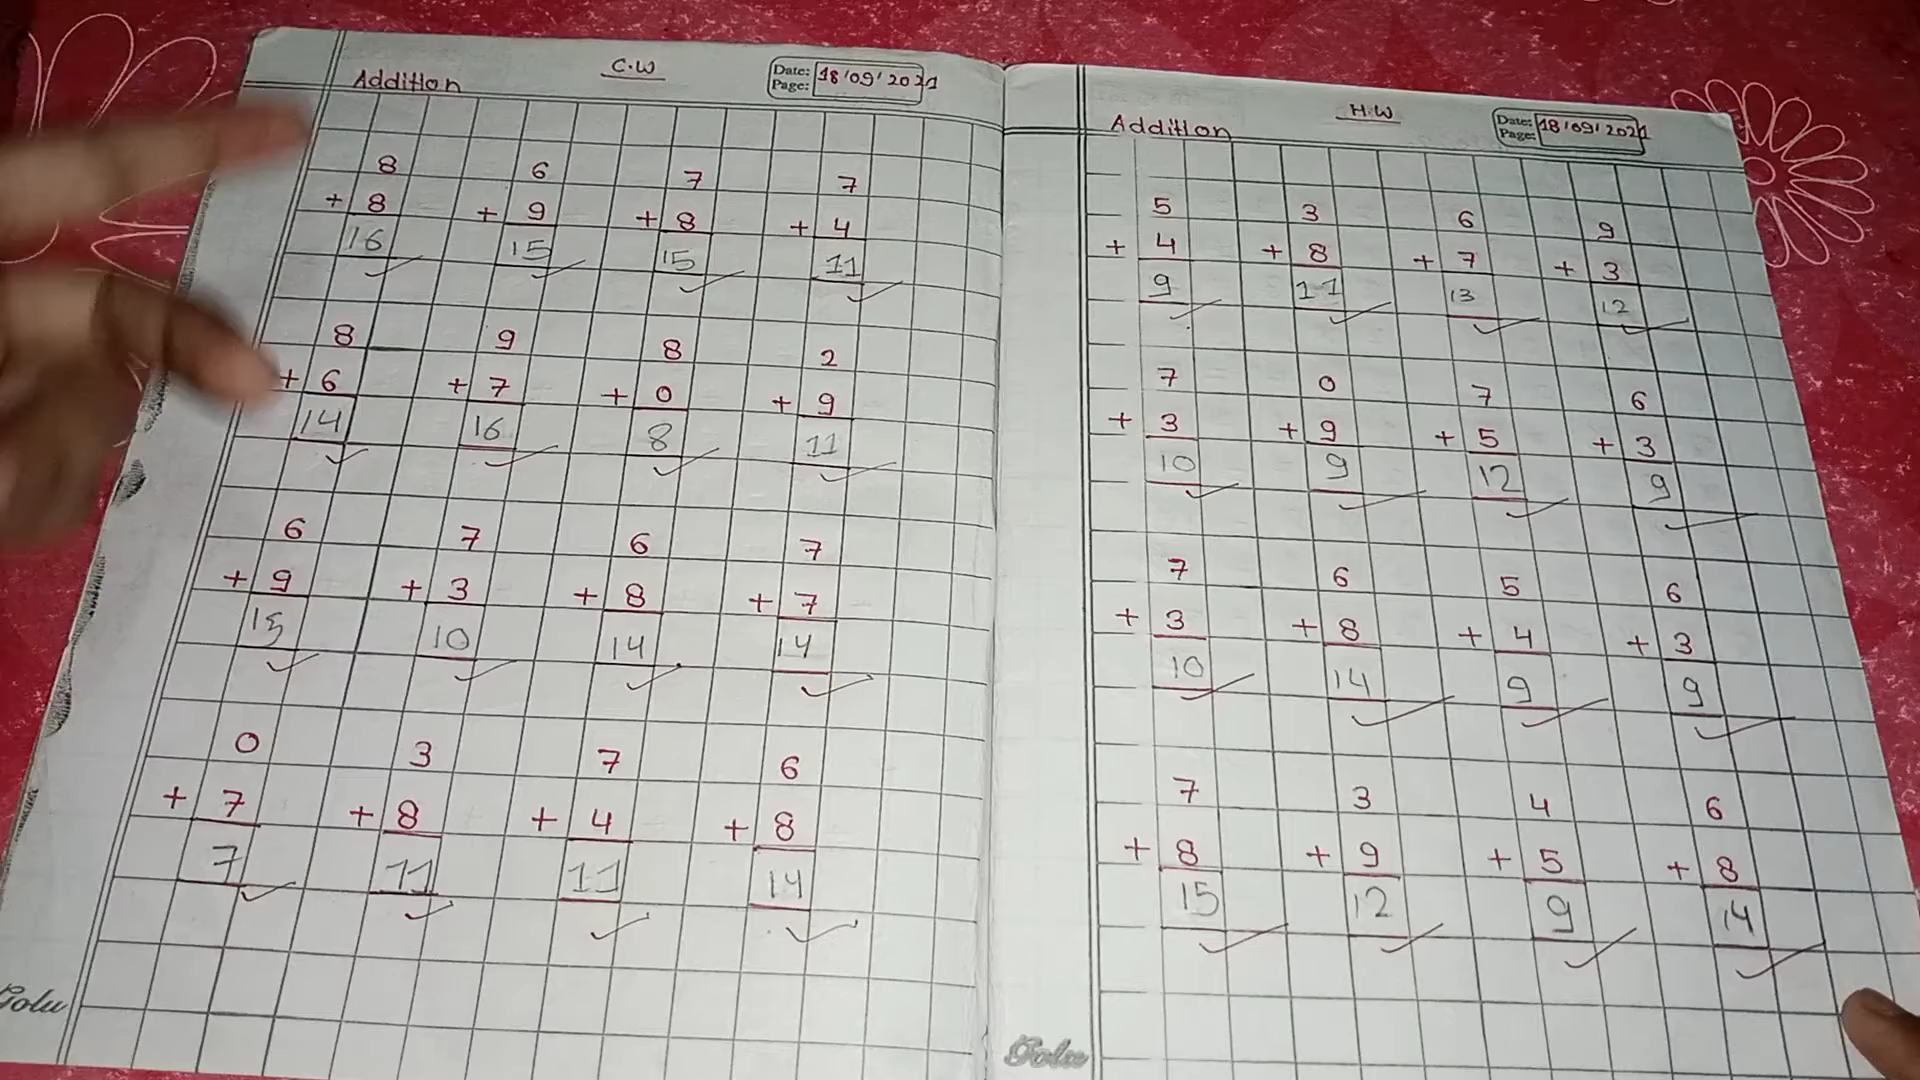 Addition C.W Date: 18/09/2021
Page:
8 6 7 7
+ 8 + 9 + 8 + 4
16 15 15 11
8 9 8 2
+ 6 + 7 + 0 + 9
14 16 8 11
6 7 6 7
+ 9 + 3 + 8 + 7
15 10 14 14
0 3 7 6
+ 7 + 8 + 4 + 8
7 11 11 14
Golu
Addition H.W Date: 18/09/2021
Page:
5 3 6 9
+ 4 + 8 + 7 + 3
9 11 13 12
7 0 7 6
+ 3 + 9 + 5 + 3
10 9 12 9
7 6 5 6
+ 3 + 8 + 4 + 3
10 14 9 9
7 3 4 6
+ 8 + 9 + 5 + 8
15 12 9 14
Golu